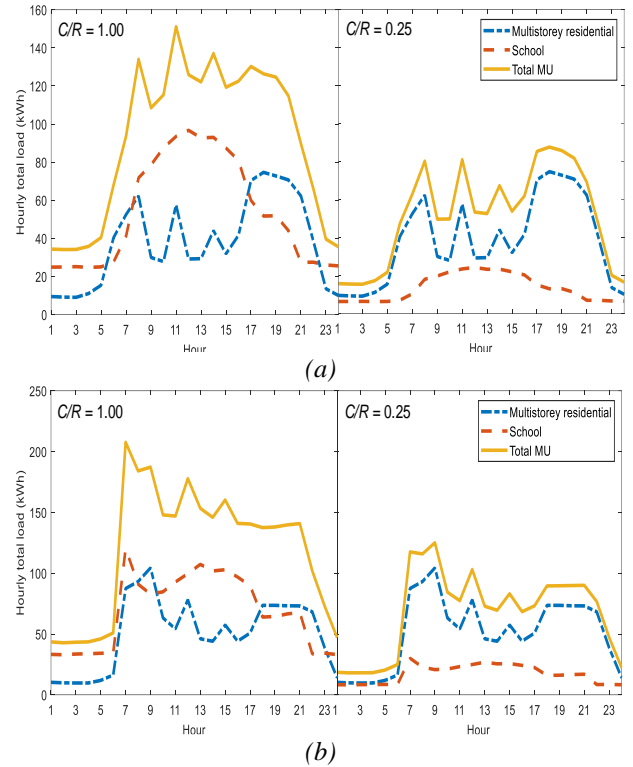 C/R = 1.00
C/R = 0.25
Multistorey residential
School
Total MU
Hourly total load (kWh)
160
140
120
100
80
60
40
20
0
1 3 5 7 9 11 13 15 17 19 21 23
1 3 5 7 9 11 13 15 17 19 21 23
Hour
(a)
C/R = 1.00
C/R = 0.25
Multistorey residential
School
Total MU
Hourly total load (kWh)
250
200
150
100
50
0
1 3 5 7 9 11 13 15 17 19 21 23
1 3 5 7 9 11 13 15 17 19 21 23
Hour
(b)